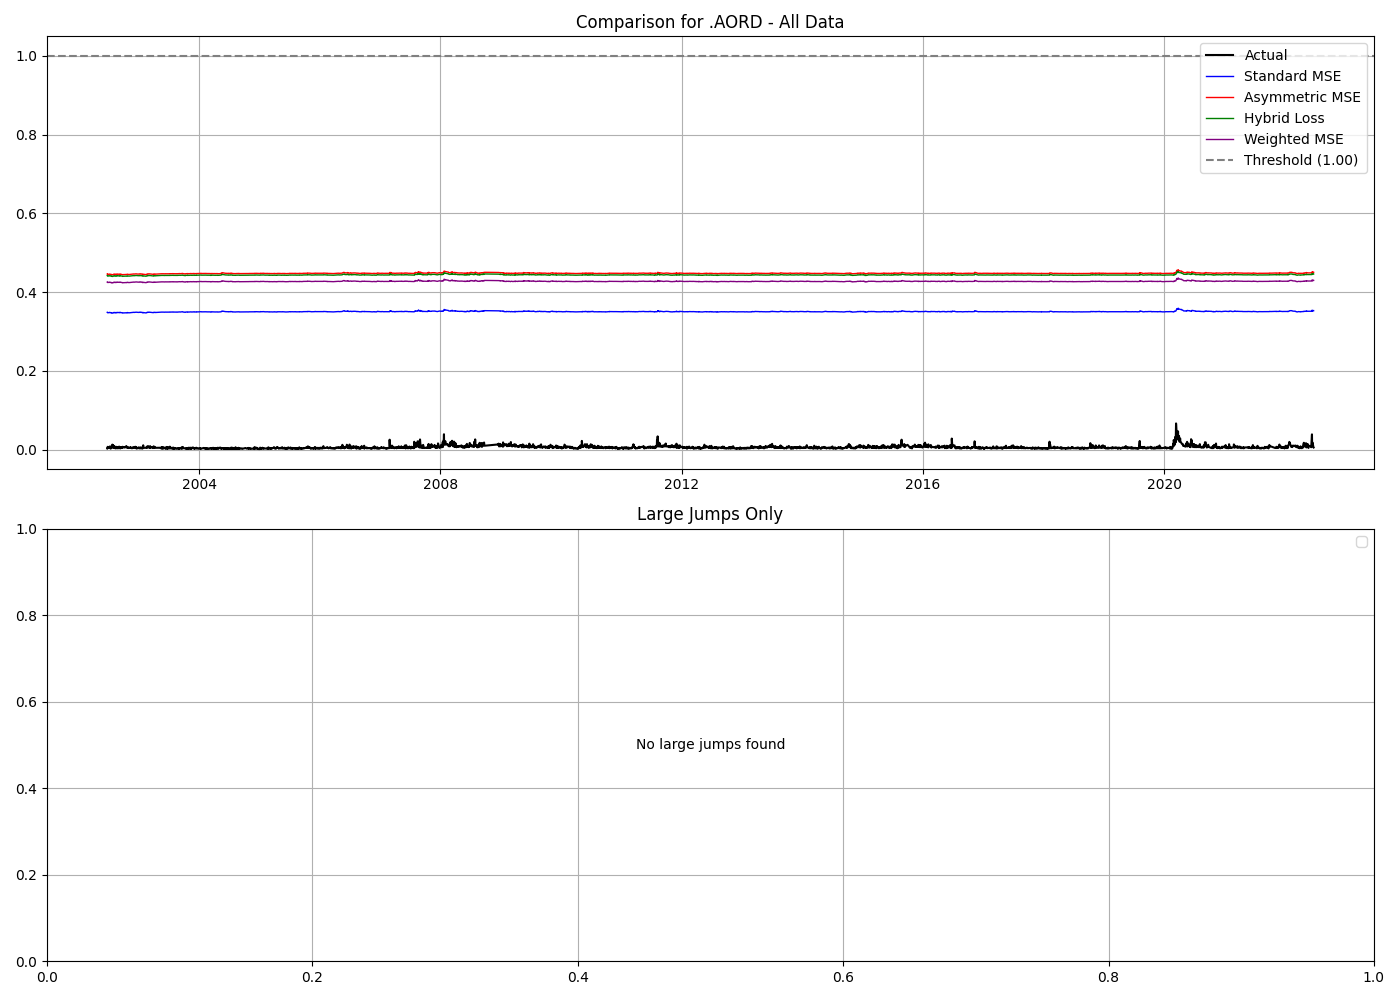 Comparison for .AORD - All Data
1.0
0.8
0.6
0.4
0.2
0.0
Actual
Standard MSE
Asymmetric MSE
Hybrid Loss
Weighted MSE
Threshold (1.00)
2004 2008 2012 2016 2020
Large Jumps Only
1.0
0.8
0.6
0.4
0.2
0.0
No large jumps found
0.0 0.2 0.4 0.6 0.8 1.0